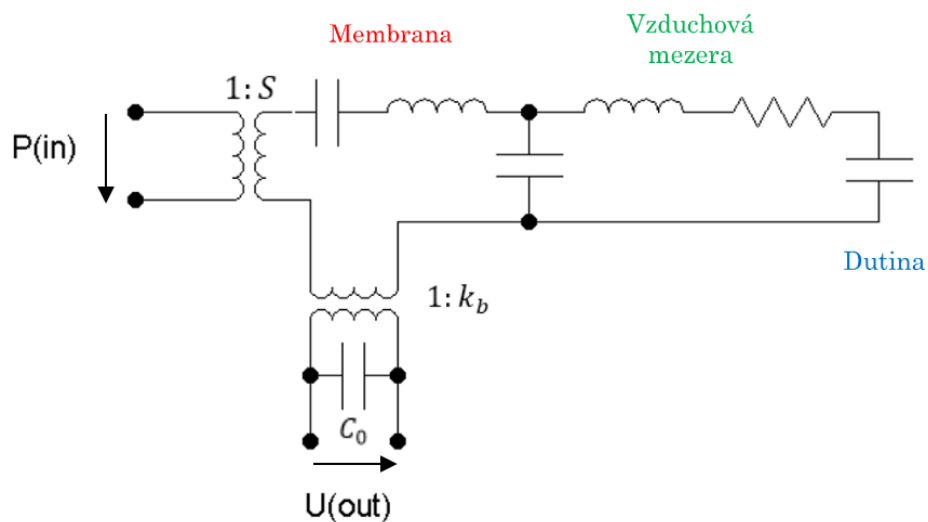 Membrana
Vzduchová
mezera
1: S
P(in)
Dutina
1: k_b
C_0
U(out)